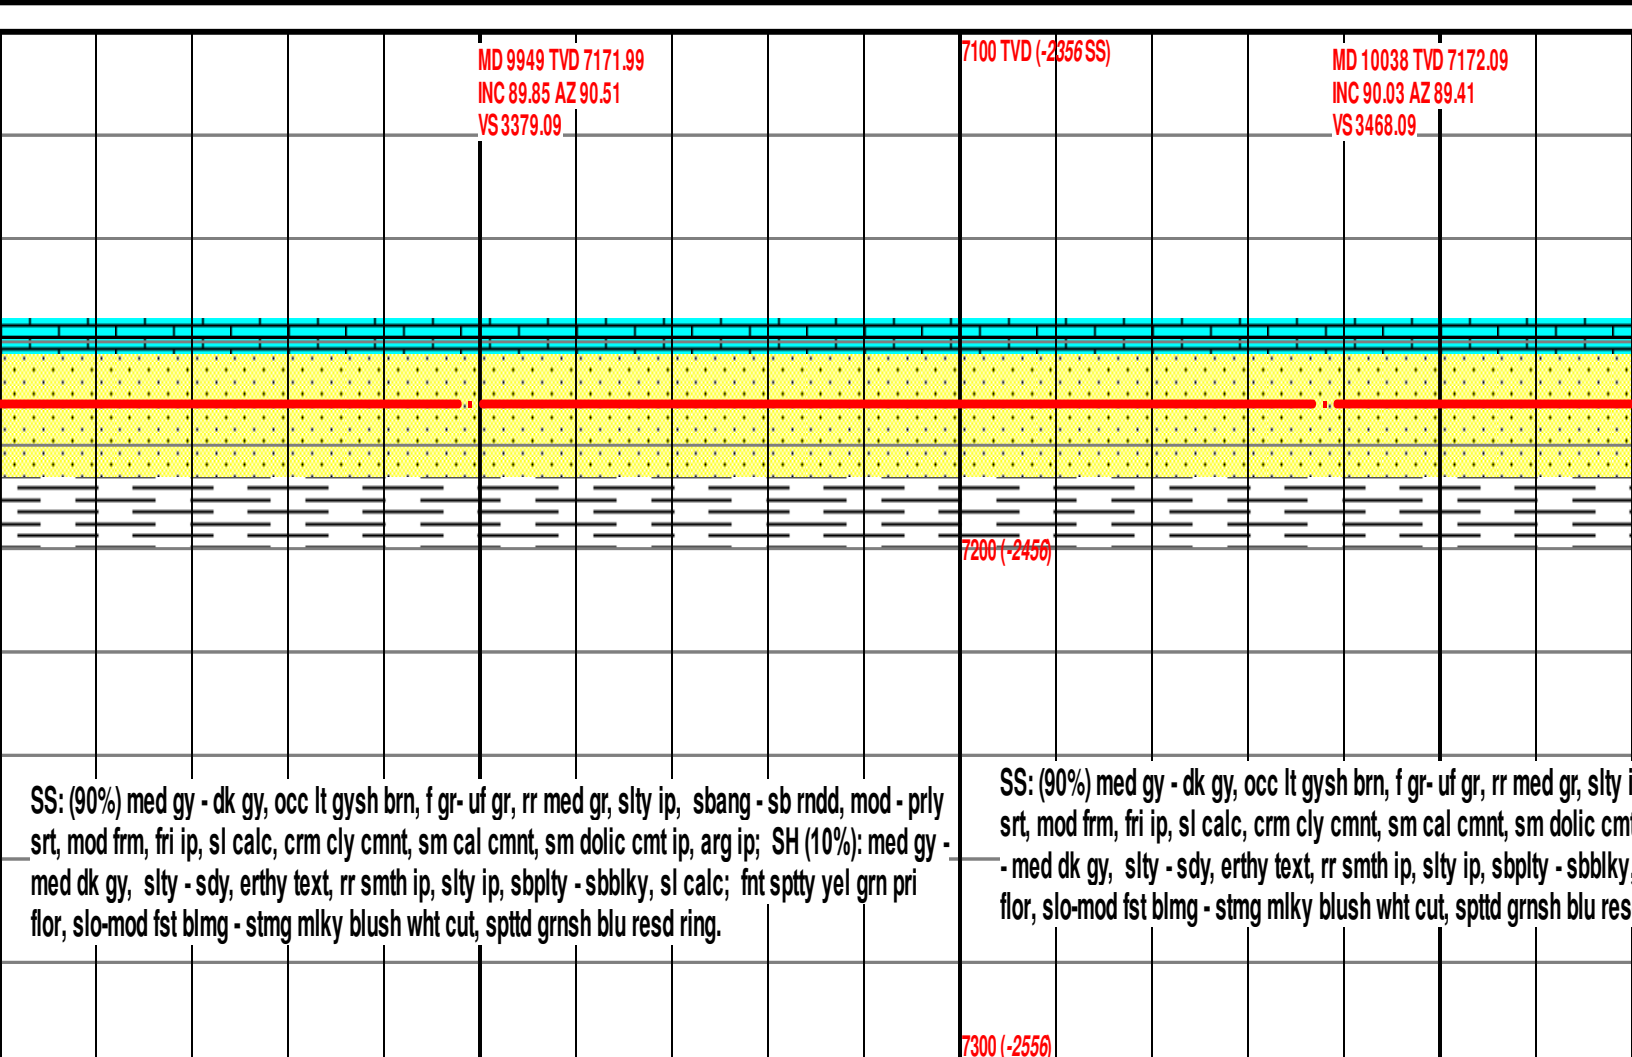 MD 9949 TVD 7171.99
INC 89.85 AZ 90.51
VS 3379.09
7100 TVD (-2356 SS)
MD 10038 TVD 7172.09
INC 90.03 AZ 89.41
VS 3468.09
7200 (-2456)
SS: (90%) med gy - dk gy, occ lt gysh brn, f gr- uf gr, rr med gr, slty ip, sbang - sb rndd, mod - prly
srt, mod frm, fri ip, sl calc, crm cly cmnt, sm cal cmnt, sm dolic cmt ip, arg ip; SH (10%): med gy -
med dk gy, slty - sdy, erthy text, rr smth ip, slty ip, sbplty - sbblky, sl calc; fnt sptty yel grn pri
flor, slo-mod fst blmg - stmg mlky blush wht cut, spttd grnsh blu resd ring.
SS: (90%) med gy - dk gy, occ lt gysh brn, f gr- uf gr, rr med gr, slty i
srt, mod frm, fri ip, sl calc, crm cly cmnt, sm cal cmnt, sm dolic cmt
- med dk gy, slty - sdy, erthy text, rr smth ip, slty ip, sbplty - sbblky,
flor, slo-mod fst blmg - stmg mlky blush wht cut, spttd grnsh blu res
7300 (-2556)